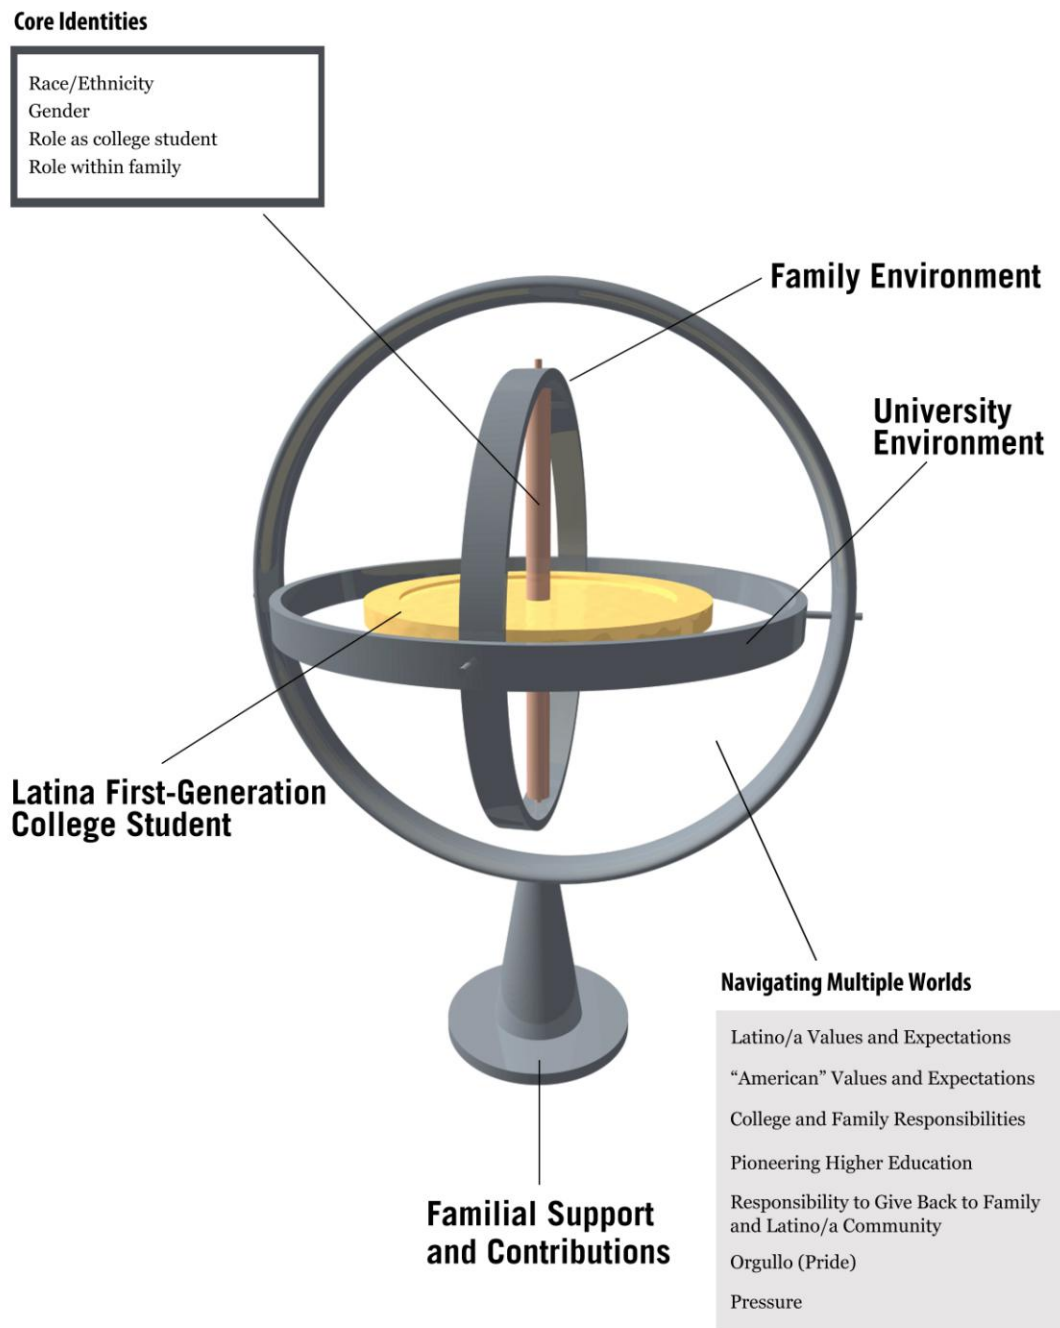 Core Identities
Race/Ethnicity
Gender
Role as college student
Role within family
Family Environment
University
Environment
Latina First-Generation
College Student
Navigating Multiple Worlds
Latino/a Values and Expectations
“American” Values and Expectations
College and Family Responsibilities
Pioneering Higher Education
Responsibility to Give Back to Family
and Latino/a Community
Orgullo (Pride)
Pressure
Familial Support
and Contributions